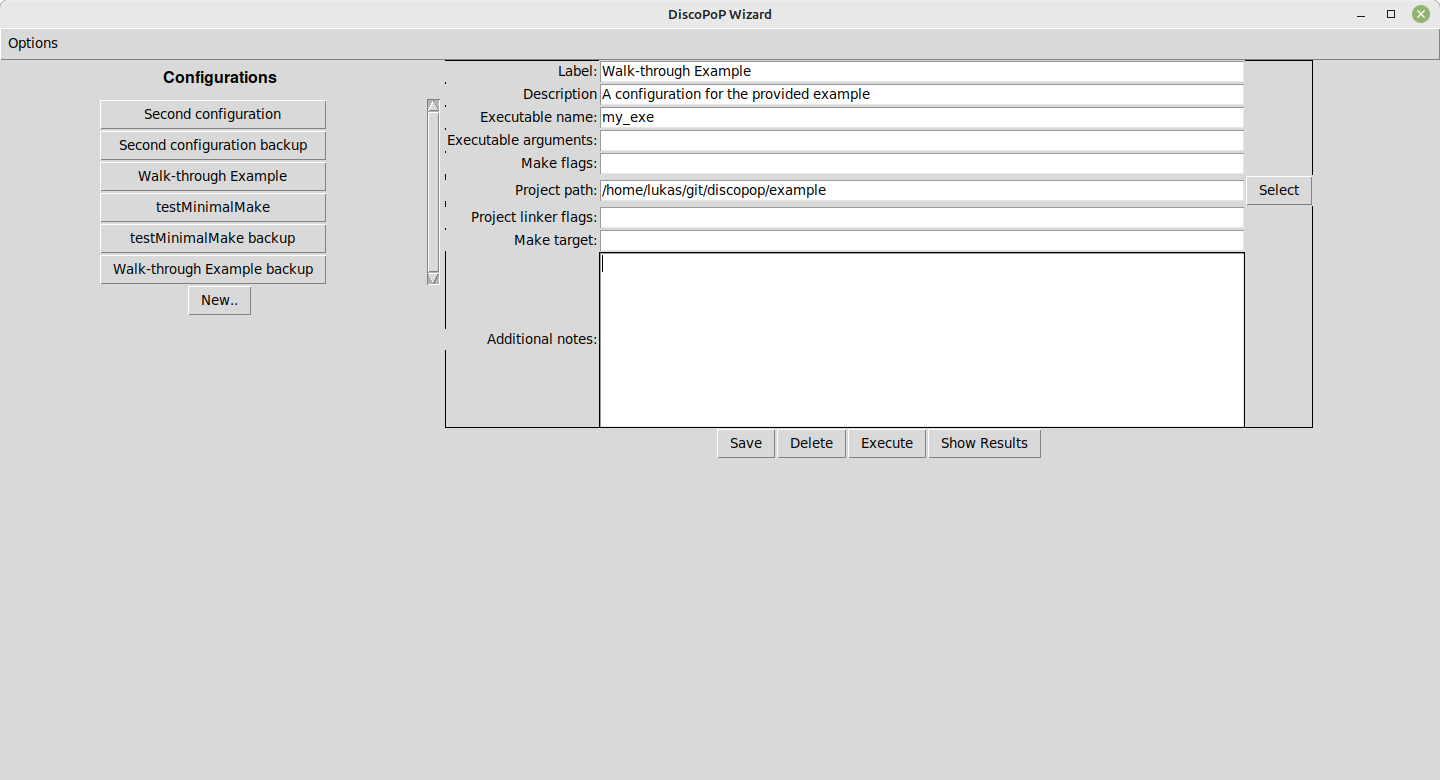 DiscoPoP Wizard
Options
Configurations
Second configuration
Second configuration backup
Walk-through Example
testMinimalMake
testMinimalMake backup
Walk-through Example backup
New..
Label: Walk-through Example
Description A configuration for the provided example
Executable name: my_exe
Executable arguments:
Make flags:
Project path: /home/lukas/git/discopop/example Select
Project linker flags:
Make target:
Additional notes:
Save Delete Execute Show Results